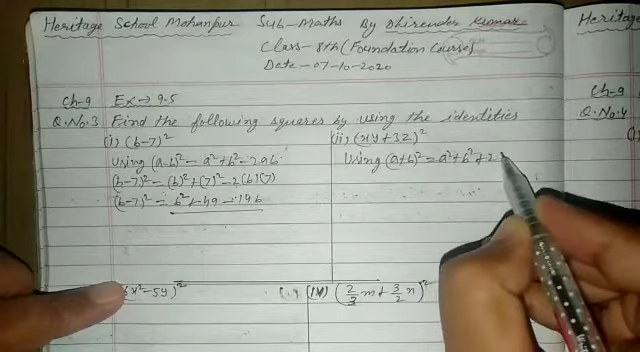 Heritage School Mohanpur Sub-Maths By Dhirender Kumar
Class-8th (Foundation Course)
Date-07-10-2020
Ch-9 Ex→9.5
Q.No.3 Find the following squares by using the identities
(i) (b-7)²
Using (a-b)² = a²+b²-2ab
(b-7)² = (b)²+(7)²-2(b)(7)
(b-7)² = b²+49-14b
(ii) (xy+3z)²
Using (a+b)² = a²+b²+2
x²-5y)²
(iv) (2/3 m + 3/2 n)²
Heritage
Ch-9
Q.No.4